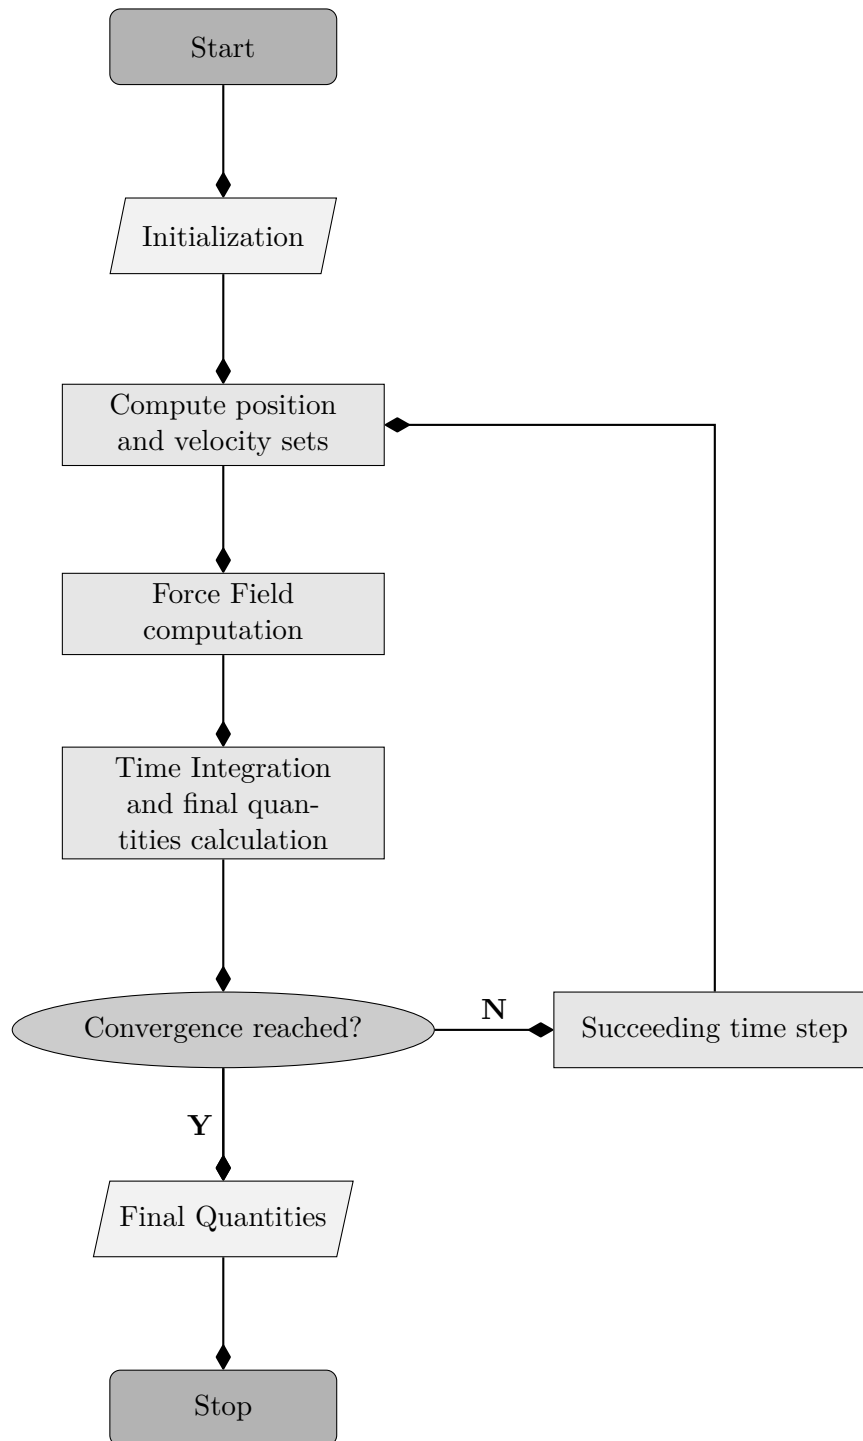 Start
Initialization
Compute position
and velocity sets
Force Field
computation
Time Integration
and final quan-
tities calculation
Convergence reached?
N
Succeeding time step
Y
Final Quantities
Stop